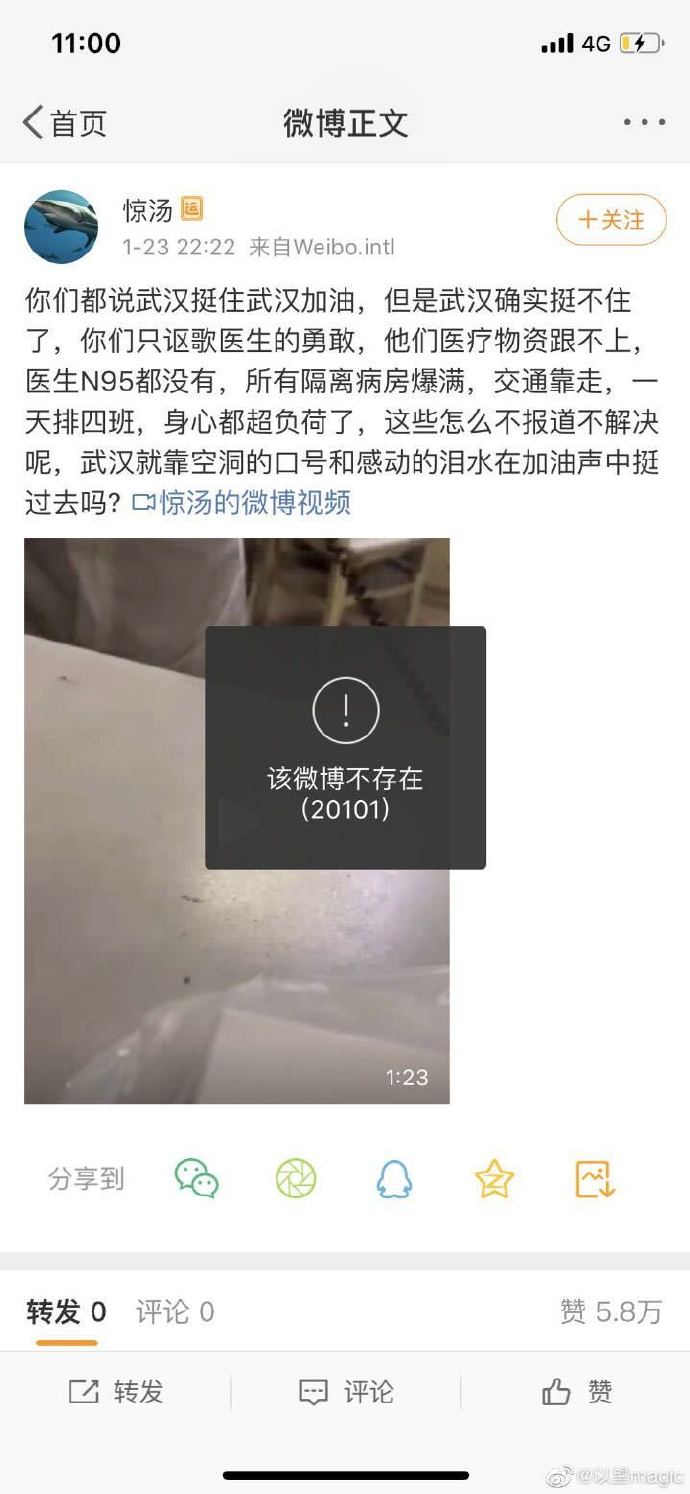 11:00
4G
首页
微博正文
惊汤
运
+关注
1-23 22:22 来自Weibo.intl
你们都说武汉挺住武汉加油，但是武汉确实挺不住
了，你们只讴歌医生的勇敢，他们医疗物资跟不上，
医生N95都没有，所有隔离病房爆满，交通靠走，一
天排四班，身心都超负荷了，这些怎么不报道不解决
呢，武汉就靠空洞的口号和感动的泪水在加油声中挺
过去吗? 惊汤的微博视频
该微博不存在
（20101）
1:23
分享到
转发 0 评论 0 赞 5.8万
转发 评论 赞
@以望magic